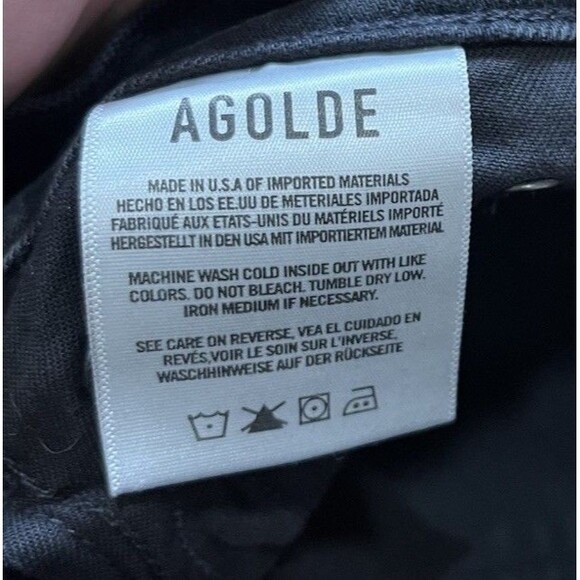 AGOLDE
MADE IN U.S.A OF IMPORTED MATERIALS
HECHO EN LOS EE.UU DE METERIALES IMPORTADA
FABRIQUÉ AUX ETATS-UNIS DU MATÉRIELS IMPORTÉ
HERGESTELLT IN DEN USA MIT IMPORTIERTEM MATERIAL
MACHINE WASH COLD INSIDE OUT WITH LIKE
COLORS. DO NOT BLEACH. TUMBLE DRY LOW.
IRON MEDIUM IF NECESSARY.
SEE CARE ON REVERSE, VEA EL CUIDADO EN
REVÉS,VOIR LE SOIN SUR L'INVERSE,
WASCHHINWEISE AUF DER RÜCKSEITE